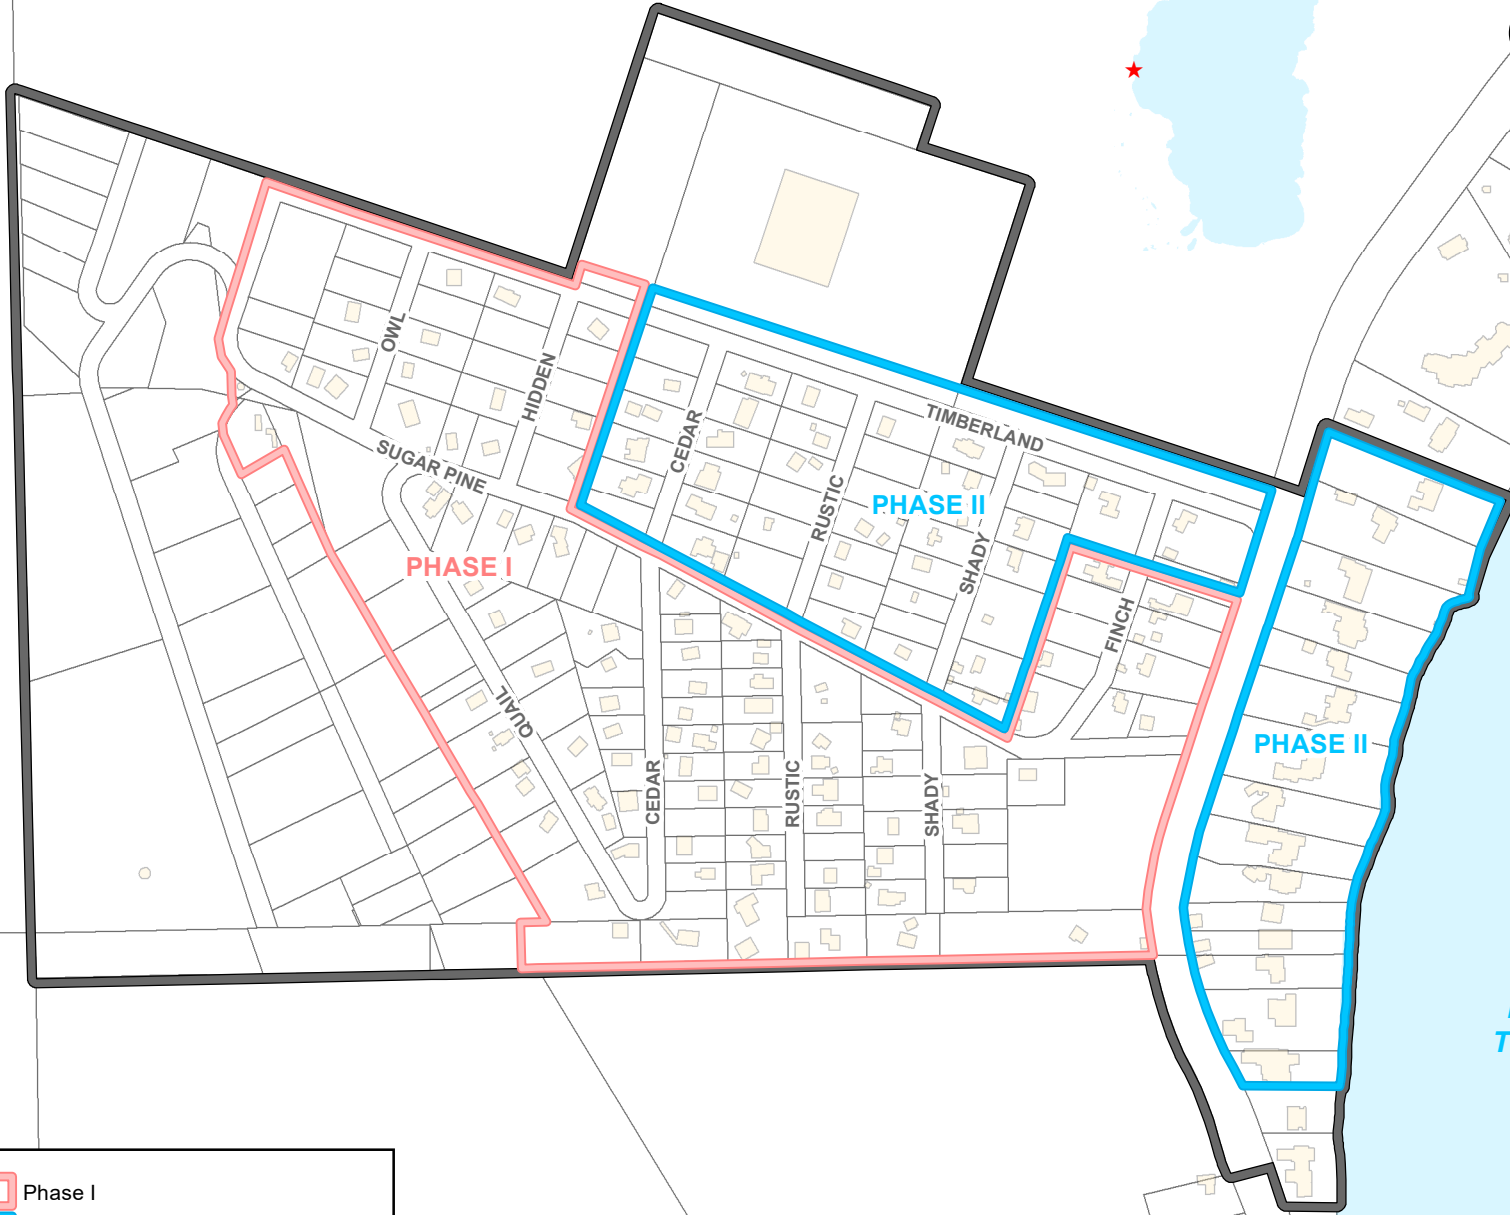 OWL
HIDDEN
CEDAR
TIMBERLAND
SUGAR PINE
RUSTIC
PHASE II
SHADY
PHASE I
FINCH
QUAIL
PHASE II
CEDAR
RUSTIC
SHADY
T
Phase I